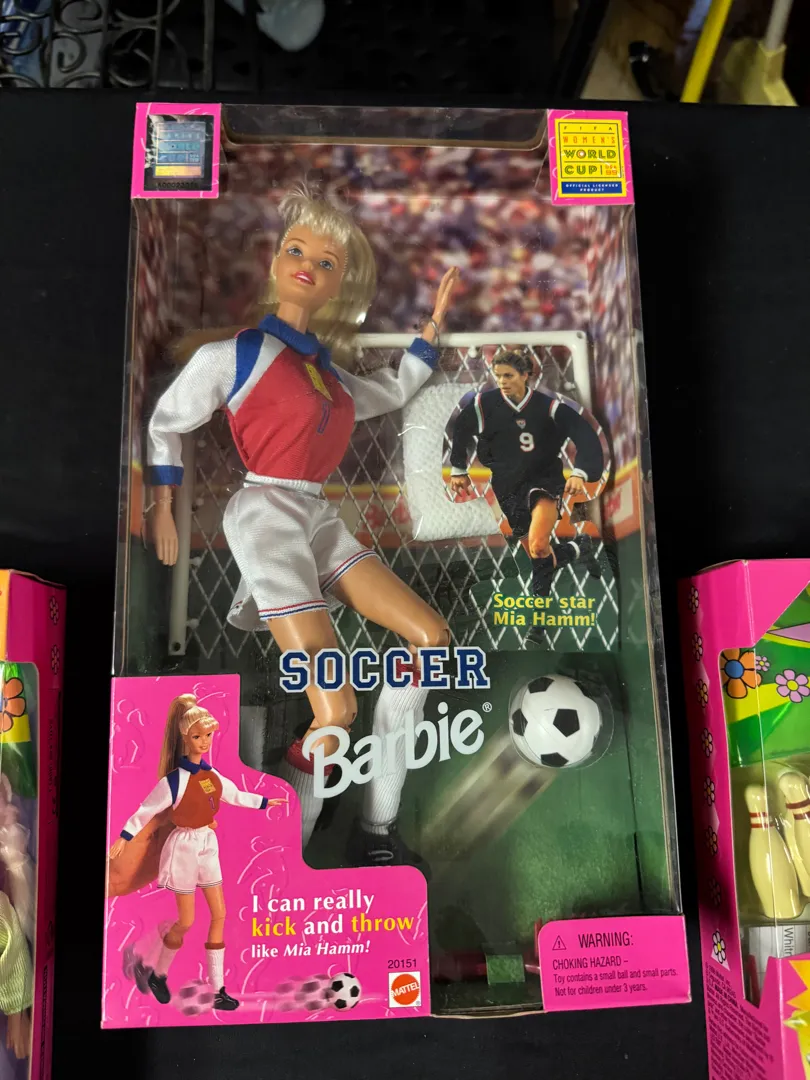 FIFA
WOMEN'S
WORLD
CUP
OFFICIAL LICENSED
PRODUCT
9
Soccer star
Mia Hamm!
SOCCER
Barbie®
I can really
kick and throw
like Mia Hamm!
20151
MATTEL
WARNING:
CHOKING HAZARD –
Toy contains a small ball and small parts.
Not for children under 3 years.